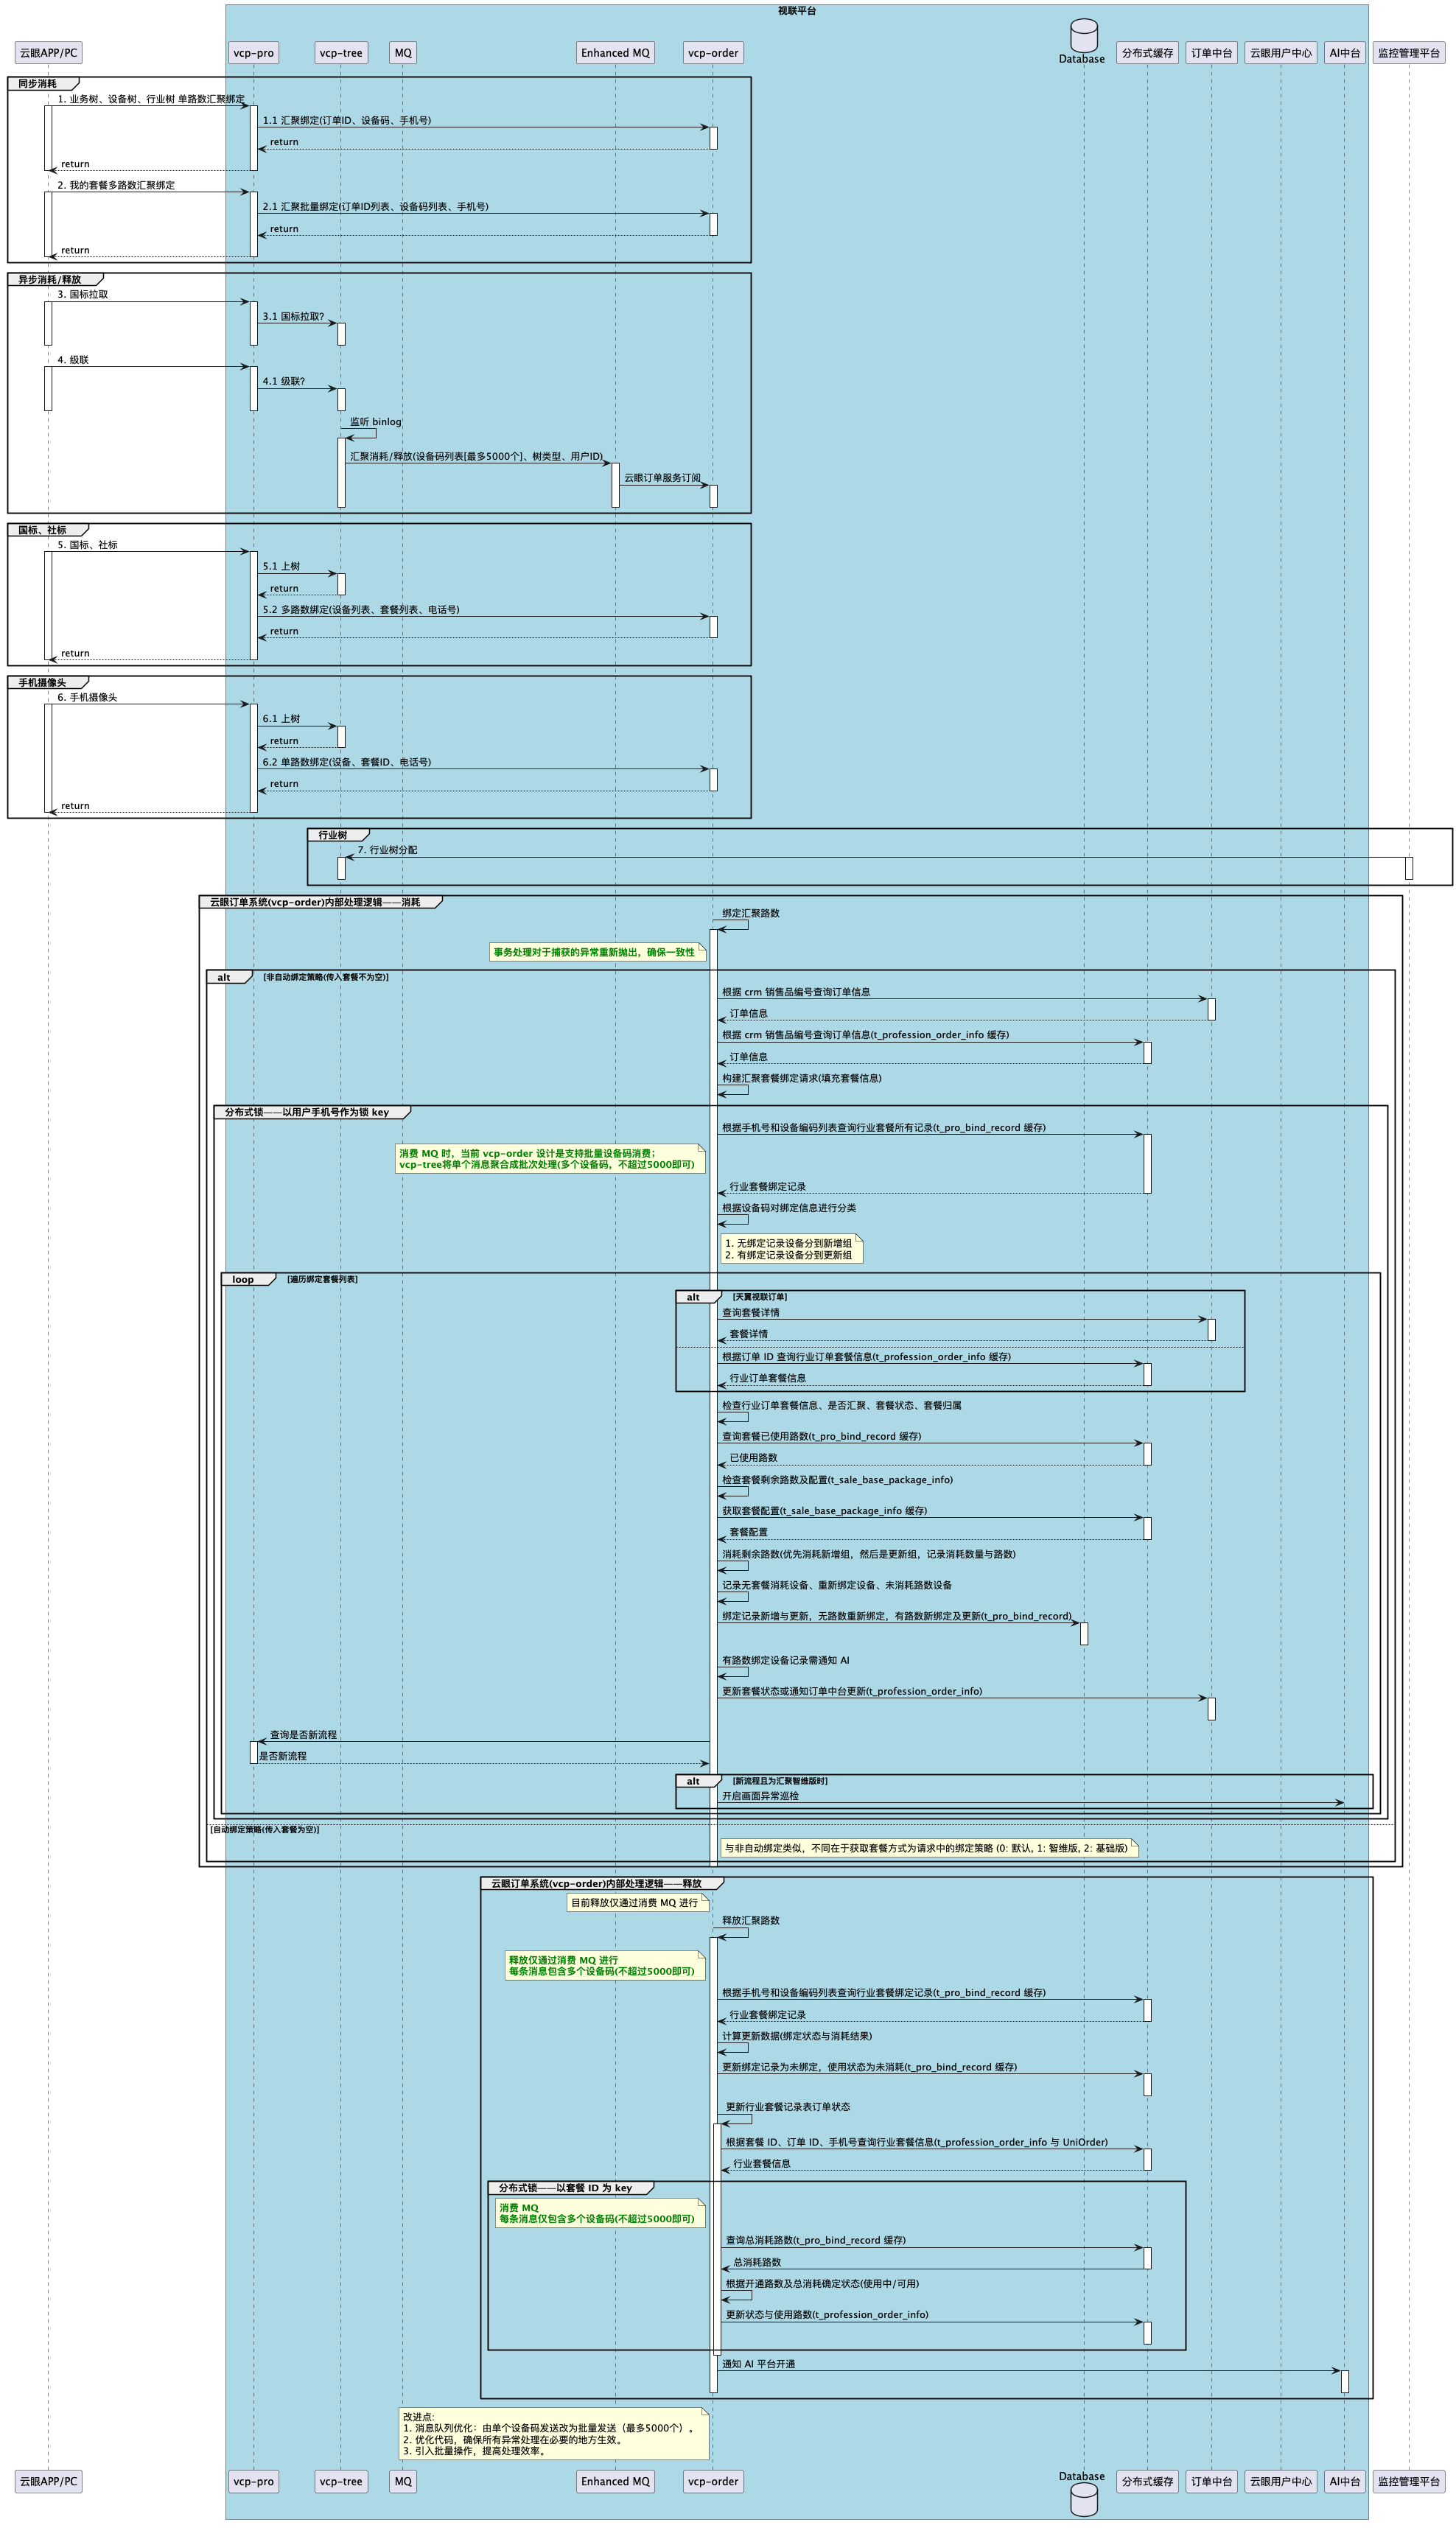 视联平台
云眼APP/PC
vcp-pro
vcp-tree
MQ
Enhanced MQ
vcp-order
Database
分布式缓存
订单中台
云眼用户中心
AI中台
监控管理平台
同步消耗
1. 业务树、设备树、行业树 单路数汇聚绑定
1.1 汇聚绑定(订单ID、设备码、手机号)
return
return
2. 我的套餐多路数汇聚绑定
2.1 汇聚批量绑定(订单ID列表、设备码列表、手机号)
return
return
异步消耗/释放
3. 国标拉取
3.1 国标拉取?
4. 级联
4.1 级联?
监听 binlog
汇聚消耗/释放(设备码列表[最多5000个]、树类型、用户ID)
云眼订单服务订阅
国标、社标
5. 国标、社标
5.1 上树
return
5.2 多路数绑定(设备列表、套餐列表、电话号)
return
return
手机摄像头
6. 手机摄像头
6.1 上树
return
6.2 单路数绑定(设备、套餐ID、电话号)
return
return
行业树
7. 行业树分配
云眼订单系统(vcp-order)内部处理逻辑——消耗
绑定汇聚路数
事务处理对于捕获的异常重新抛出，确保一致性
alt [非自动绑定策略(传入套餐不为空)]
根据 crm 销售品编号查询订单信息
订单信息
根据 crm 销售品编号查询订单信息(t_profession_order_info 缓存)
订单信息
构建汇聚套餐绑定请求(填充套餐信息)
分布式锁——以用户手机号作为锁 key
根据手机号和设备编码列表查询行业套餐所有记录(t_pro_bind_record 缓存)
消费 MQ 时，当前 vcp-order 设计是支持批量设备码消费；
vcp-tree将单个消息聚合成批次处理(多个设备码，不超过5000即可)
行业套餐绑定记录
根据设备码对绑定信息进行分类
1. 无绑定记录设备分到新增组
2. 有绑定记录设备分到更新组
loop [遍历绑定套餐列表]
alt [天翼视联订单]
查询套餐详情
套餐详情
根据订单 ID 查询行业订单套餐信息(t_profession_order_info 缓存)
行业订单套餐信息
检查行业订单套餐信息、是否汇聚、套餐状态、套餐归属
查询套餐已使用路数(t_pro_bind_record 缓存)
已使用路数
检查套餐剩余路数及配置(t_sale_base_package_info)
获取套餐配置(t_sale_base_package_info 缓存)
套餐配置
消耗剩余路数(优先消耗新增组，然后是更新组，记录消耗数量与路数)
记录无套餐消耗设备、重新绑定设备、未消耗路数设备
绑定记录新增与更新，无路数重新绑定，有路数新绑定及更新(t_pro_bind_record)
有路数绑定设备记录需通知 AI
更新套餐状态或通知订单中台更新(t_profession_order_info)
查询是否新流程
是否新流程
alt [新流程且为汇聚智维版时]
开启画面异常巡检
[自动绑定策略(传入套餐为空)]
与非自动绑定类似，不同在于获取套餐方式为请求中的绑定策略 (0: 默认, 1: 智维版, 2: 基础版)
云眼订单系统(vcp-order)内部处理逻辑——释放
目前释放仅通过消费 MQ 进行
释放汇聚路数
释放仅通过消费 MQ 进行
每条消息包含多个设备码(不超过5000即可)
根据手机号和设备编码列表查询行业套餐绑定记录(t_pro_bind_record 缓存)
行业套餐绑定记录
计算更新数据(绑定状态与消耗结果)
更新绑定记录为未绑定，使用状态为未消耗(t_pro_bind_record 缓存)
更新行业套餐记录表订单状态
根据套餐 ID、订单 ID、手机号查询行业套餐信息(t_profession_order_info 与 UniOrder)
行业套餐信息
分布式锁——以套餐 ID 为 key
消费 MQ
每条消息仅包含多个设备码(不超过5000即可)
查询总消耗路数(t_pro_bind_record 缓存)
总消耗路数
根据开通路数及总消耗确定状态(使用中/可用)
更新状态与使用路数(t_profession_order_info)
通知 AI 平台开通
改进点:
1. 消息队列优化：由单个设备码发送改为批量发送（最多5000个）。
2. 优化代码，确保所有异常处理在必要的地方生效。
3. 引入批量操作，提高处理效率。
云眼APP/PC
vcp-pro
vcp-tree
MQ
Enhanced MQ
vcp-order
Database
分布式缓存
订单中台
云眼用户中心
AI中台
监控管理平台